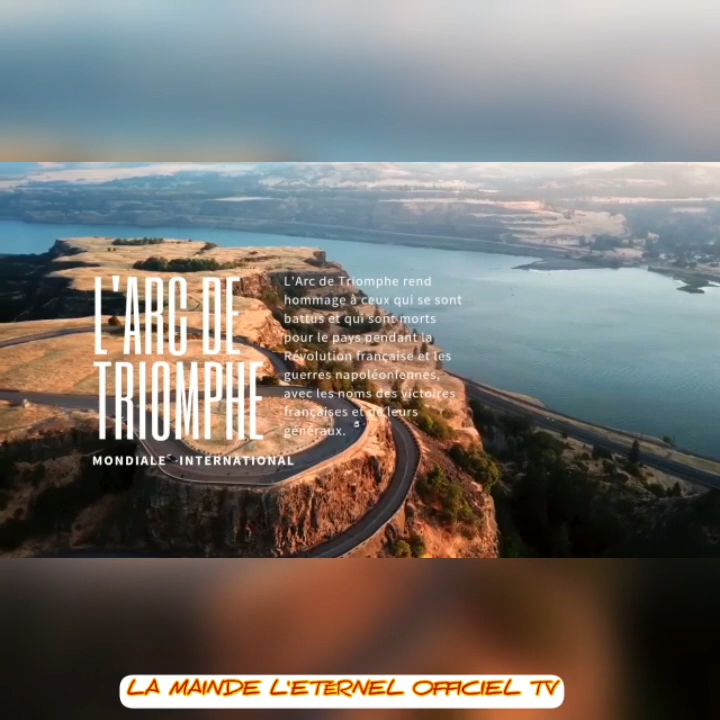 L'ARC DE
TRIOMPHE
MONDIALE -INTERNATIONAL
L'Arc de Triomphe rend
hommage à ceux qui se sont
battus et qui sont morts
pour le pays pendant la
Révolution française et les
guerres napoléoniennes,
avec les noms des victoires
françaises et de leurs
généraux.
LA MAINDE L'ETERNEL OFFICIEL TV